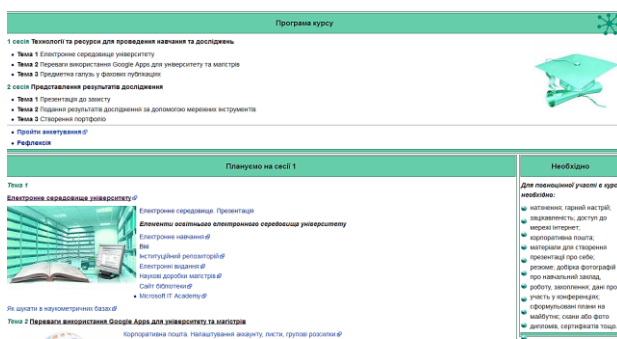 Програма курсу
1 сесія Технології та ресурси для проведення навчання та досліджень
Тема 1 Електронне середовище університету
Тема 2 Переваги використання Google Apps для університету та магістрів
Тема 3 Предметна галузь у фахових публікаціях
2 сесія Представлення результатів дослідження
Тема 1 Презентація до захисту
Тема 2 Подання результатів дослідження за допомогою мережних інструментів
Тема 3 Створення портфоліо
Пройти анкетування
Рефлексія
Плануємо на сесії 1
Тема 1
Електронне середовище університету
Електронне середовище. Презентація
Елементи освітнього електронного середовища університету
Електронне навчання
Вікі
Інституційний репозиторій
Електронні видання
Наукові доробки магістрів
Сайт бібліотеки
Microsoft IT Academy
Як шукати в наукометричних базах
Тема 2 Переваги використання Google Apps для університету та магістрів
Корпоративна пошта. Налаштування аккаунту, листи, групові розсилки
Необхідно
Для повноцінної участі в курсі
необхідно:
натхнення; гарний настрій;
зацікавленість; доступ до
мережі Інтернет;
корпоративна пошта;
матеріали для створення
презентації про себе;
резюме; добірка фотографій
про навчальний заклад,
роботу, захоплення; дані про
участь у конференціях;
сформульовані плани на
майбутнє; скани або фото
дипломів, сертифікатів тощо.